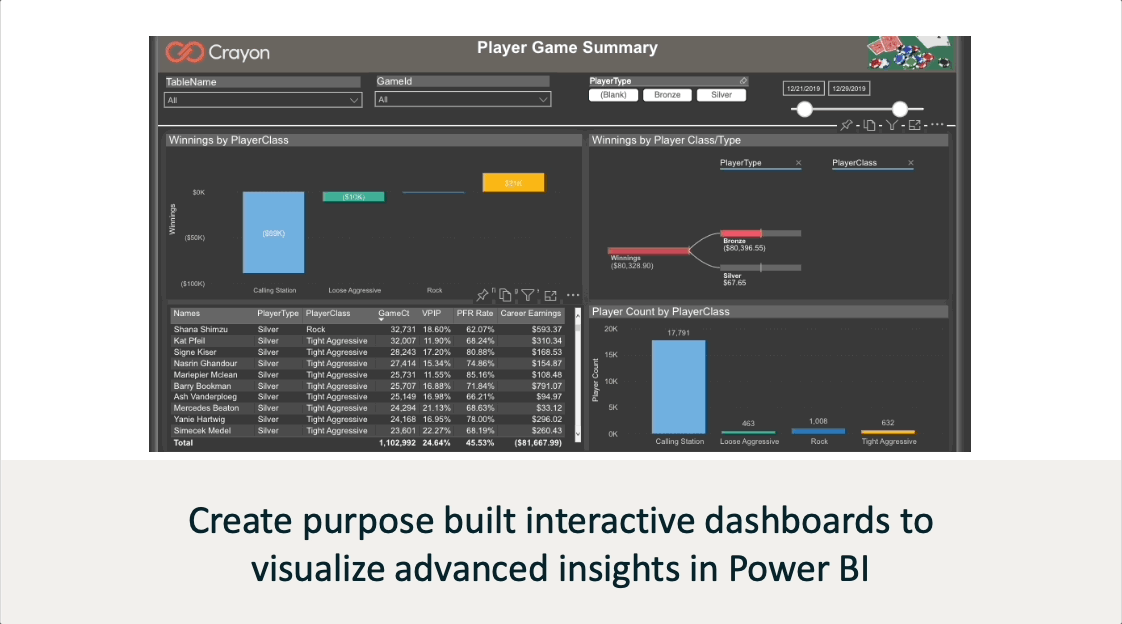 Crayon
Player Game Summary
TableName
All
GameId
All
PlayerType
(Blank)
Bronze
Silver
12/21/2019
12/29/2019
Winnings by PlayerClass
Winnings
$0K
($50K)
($100K)
($10K)
Calling Station
Loose Aggressive
Rock
Winnings by Player Class/Type
PlayerType
PlayerClass
Winnings
($80,328.90)
Bronze
($80,396.55)
Silver
$67.65
Names PlayerType PlayerClass GameCt VPIP PFR Rate Career Earnings
Shana Shimzu Silver Rock 32,731 18.60% 62.07% $593.37
Kat Pfeil Silver Tight Aggressive 32,007 11.90% 68.24% $310.34
Signe Kiser Silver Tight Aggressive 28,243 17.20% 80.88% $168.53
Nasrin Ghandour Silver Tight Aggressive 27,414 15.34% 74.86% $154.87
Mariepier Mclean Silver Tight Aggressive 25,731 11.55% 85.16% $108.48
Barry Bookman Silver Tight Aggressive 25,707 16.88% 71.84% $791.07
Ash Vanderploeg Silver Tight Aggressive 25,149 16.98% 66.21% $94.97
Mercedes Beaton Silver Tight Aggressive 24,294 21.13% 68.63% $33.12
Yanie Hartwig Silver Tight Aggressive 24,168 16.95% 78.00% $296.02
Simecek Medel Silver Tight Aggressive 23,601 22.27% 68.19% $260.43
Total 1,102,992 24.64% 45.53% ($81,667.99)
Player Count by PlayerClass
Player Count
20K
15K
10K
5K
0K
17,791
463
1,008
632
Calling Station
Loose Aggressive
Rock
Tight Aggressive
Create purpose built interactive dashboards to
visualize advanced insights in Power BI